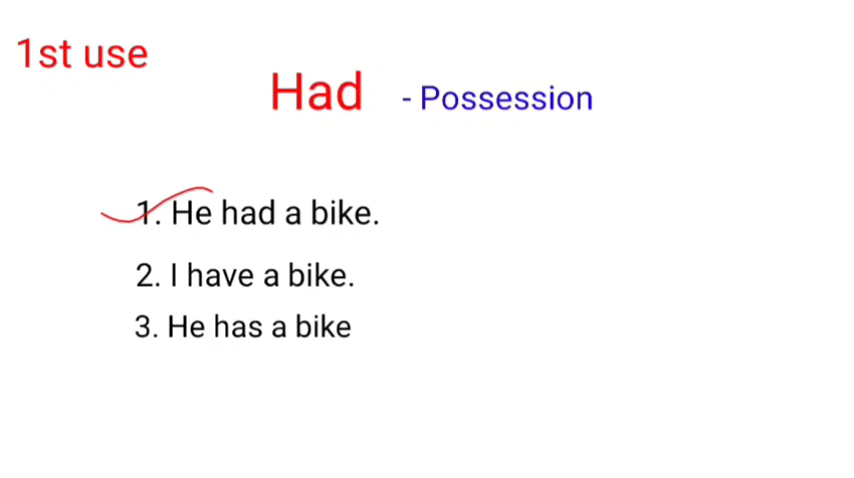 1st use
Had - Possession
1. He had a bike.
2. I have a bike.
3. He has a bike